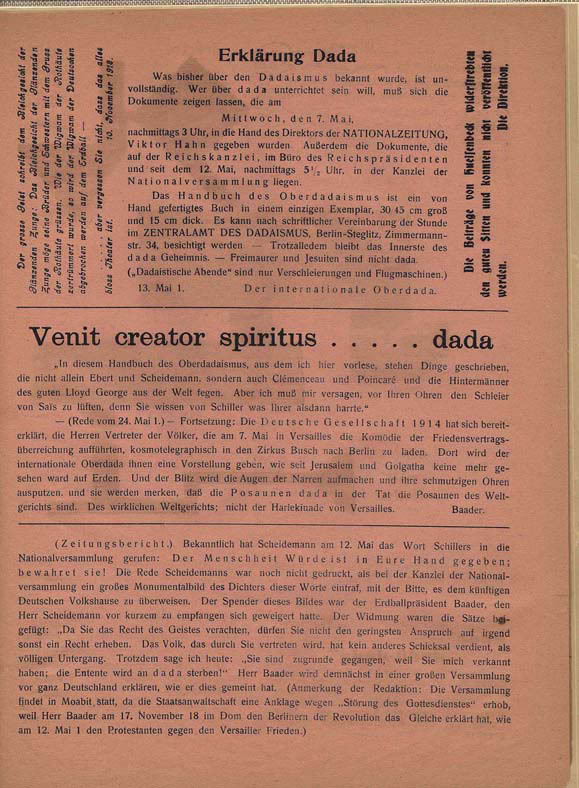 Der grosse Geist schreibt dem Bleichgesicht der
Glänzenden Zunge: Das Bleichgesicht der Glänzenden
Zunge möge seine Brüder und Schwestern mit dem Gruss
der Rothäute grüssen. Wie der Wigwam der Rothäute
zertrümmert wurde, so wird der Wigwam der Deutschen
abgebrochen werden auf dem Erdball. —
. . . . . aber vergessen Sie nicht, dass das alles
bloss Theater ist. 10. November 1918.
Erklärung Dada
Was bisher über den Dadaismus bekannt wurde, ist un-
vollständig. Wer über dada unterrichtet sein will, muß sich die
Dokumente zeigen lassen, die am
Mittwoch, den 7. Mai,
nachmittags 3 Uhr, in die Hand des Direktors der NATIONALZEITUNG,
Viktor Hahn gegeben wurden. Außerdem die Dokumente, die
auf der Reichskanzlei, im Büro des Reichspräsidenten
und seit dem 12. Mai, nachmittags 5 1/2 Uhr, in der Kanzlei der
Nationalversammlung liegen.
Das Handbuch des Oberdadaismus ist ein von
Hand gefertigtes Buch in einem einzigen Exemplar, 30 45 cm groß
und 15 cm dick. Es kann nach schriftlicher Vereinbarung der Stunde
im ZENTRALAMT DES DADAISMUS, Berlin-Steglitz, Zimmermann-
str. 34, besichtigt werden — Trotzalledem bleibt das Innerste des
dada Geheimnis. — Freimaurer und Jesuiten sind nicht dada.
(„Dadaistische Abende“ sind nur Verschleierungen und Flugmaschinen.)
13. Mai 1. Der internationale Oberdada.
Die Beiträge von Huelsenbeck widerstrebten
den guten Sitten und konnten nicht veröffentlicht
werden. Die Direktion.
Venit creator spiritus . . . . . dada
„In diesem Handbuch des Oberdadaismus, aus dem ich hier vorlese, stehen Dinge geschrieben,
die nicht allein Ebert und Scheidemann, sondern auch Clémenceau und Poincaré und die Hintermänner
des guten Lloyd George aus der Welt fegen. Aber ich muß mir versagen, vor Ihren Ohren den Schleier
von Saïs zu lüften, denn Sie wissen von Schiller was Ihrer alsdann harrte.“
— (Rede vom 24. Mai 1.) — Fortsetzung: Die Deutsche Gesellschaft 1914 hat sich bereit-
erklärt, die Herren Vertreter der Völker, die am 7. Mai in Versailles die Komödie der Friedensvertrags-
überreichung aufführten, kosmotelegraphisch in den Zirkus Busch nach Berlin zu laden. Dort wird der
internationale Oberdada ihnen eine Vorstellung geben, wie seit Jerusalem und Golgatha keine mehr ge-
sehen ward auf Erden. Und der Blitz wird die Augen der Narren aufmachen und ihre schmutzigen Ohren
ausputzen, und sie werden merken, daß die Posaunen dada in der Tat die Posaunen des Welt-
gerichts sind. Des wirklichen Weltgerichts; nicht der Harlekinade von Versailles. Baader.
(Zeitungsbericht.) Bekanntlich hat Scheidemann am 12. Mai das Wort Schillers in die
Nationalversammlung gerufen: Der Menschheit Würde ist in Eure Hand gegeben;
bewahret sie! Die Rede Scheidemanns war noch nicht gedruckt, als bei der Kanzlei der National-
versammlung ein großes Monumentalbild des Dichters dieser Worte eintraf, mit der Bitte, es dem künftigen
Deutschen Volkshause zu überweisen. Der Spender dieses Bildes war der Erdballpräsident Baader, den
Herr Scheidemann vor kurzem zu empfangen sich geweigert hatte. Der Widmung waren die Sätze bei-
gefügt: „Da Sie das Recht des Geistes verachten, dürfen Sie nicht den geringsten Anspruch auf irgend
sonst ein Recht erheben. Das Volk, das durch Sie vertreten wird, hat kein anderes Schicksal verdient, als
völligen Untergang. Trotzdem sage ich heute: „Sie sind zugrunde gegangen, weil Sie mich verkannt
haben; die Entente wird an dada sterben!“ Herr Baader wird demnächst in einer großen Versammlung
vor ganz Deutschland erklären, wie er dies gemeint hat. (Anmerkung der Redaktion: Die Versammlung
findet in Moabit statt, da die Staatsanwaltschaft eine Anklage wegen „Störung des Gottesdienstes“ erhob,
weil Herr Baader am 17. November 18 im Dom den Berlinern der Revolution das Gleiche erklärt hat, wie
am 12. Mai 1 den Protestanten gegen den Versailler Frieden.)